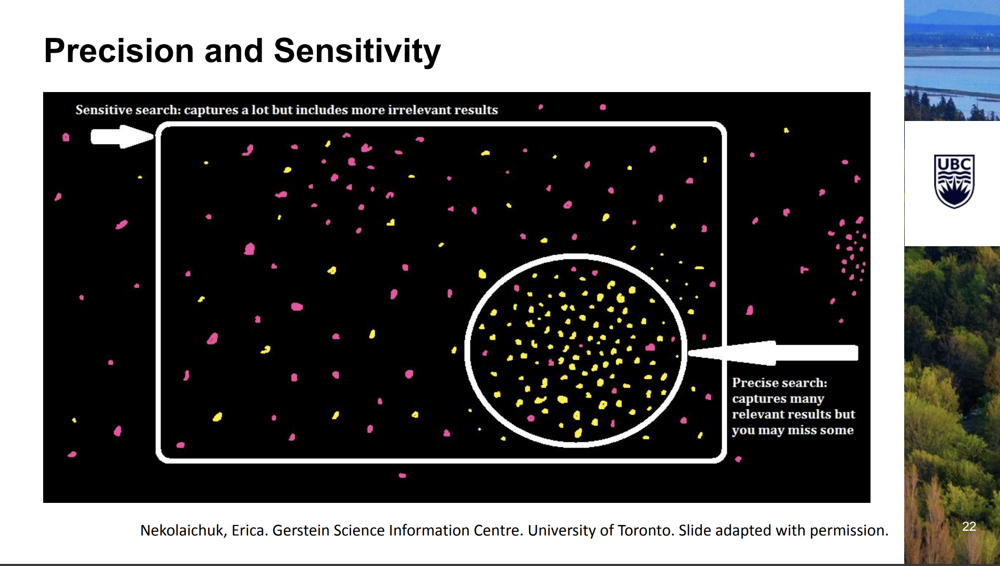 Precision and Sensitivity
Sensitive search: captures a lot but includes more irrelevant results
UBC
Precise search:
captures many
relevant results but
you may miss some
Nekolaichuk, Erica. Gerstein Science Information Centre. University of Toronto. Slide adapted with permission.
22